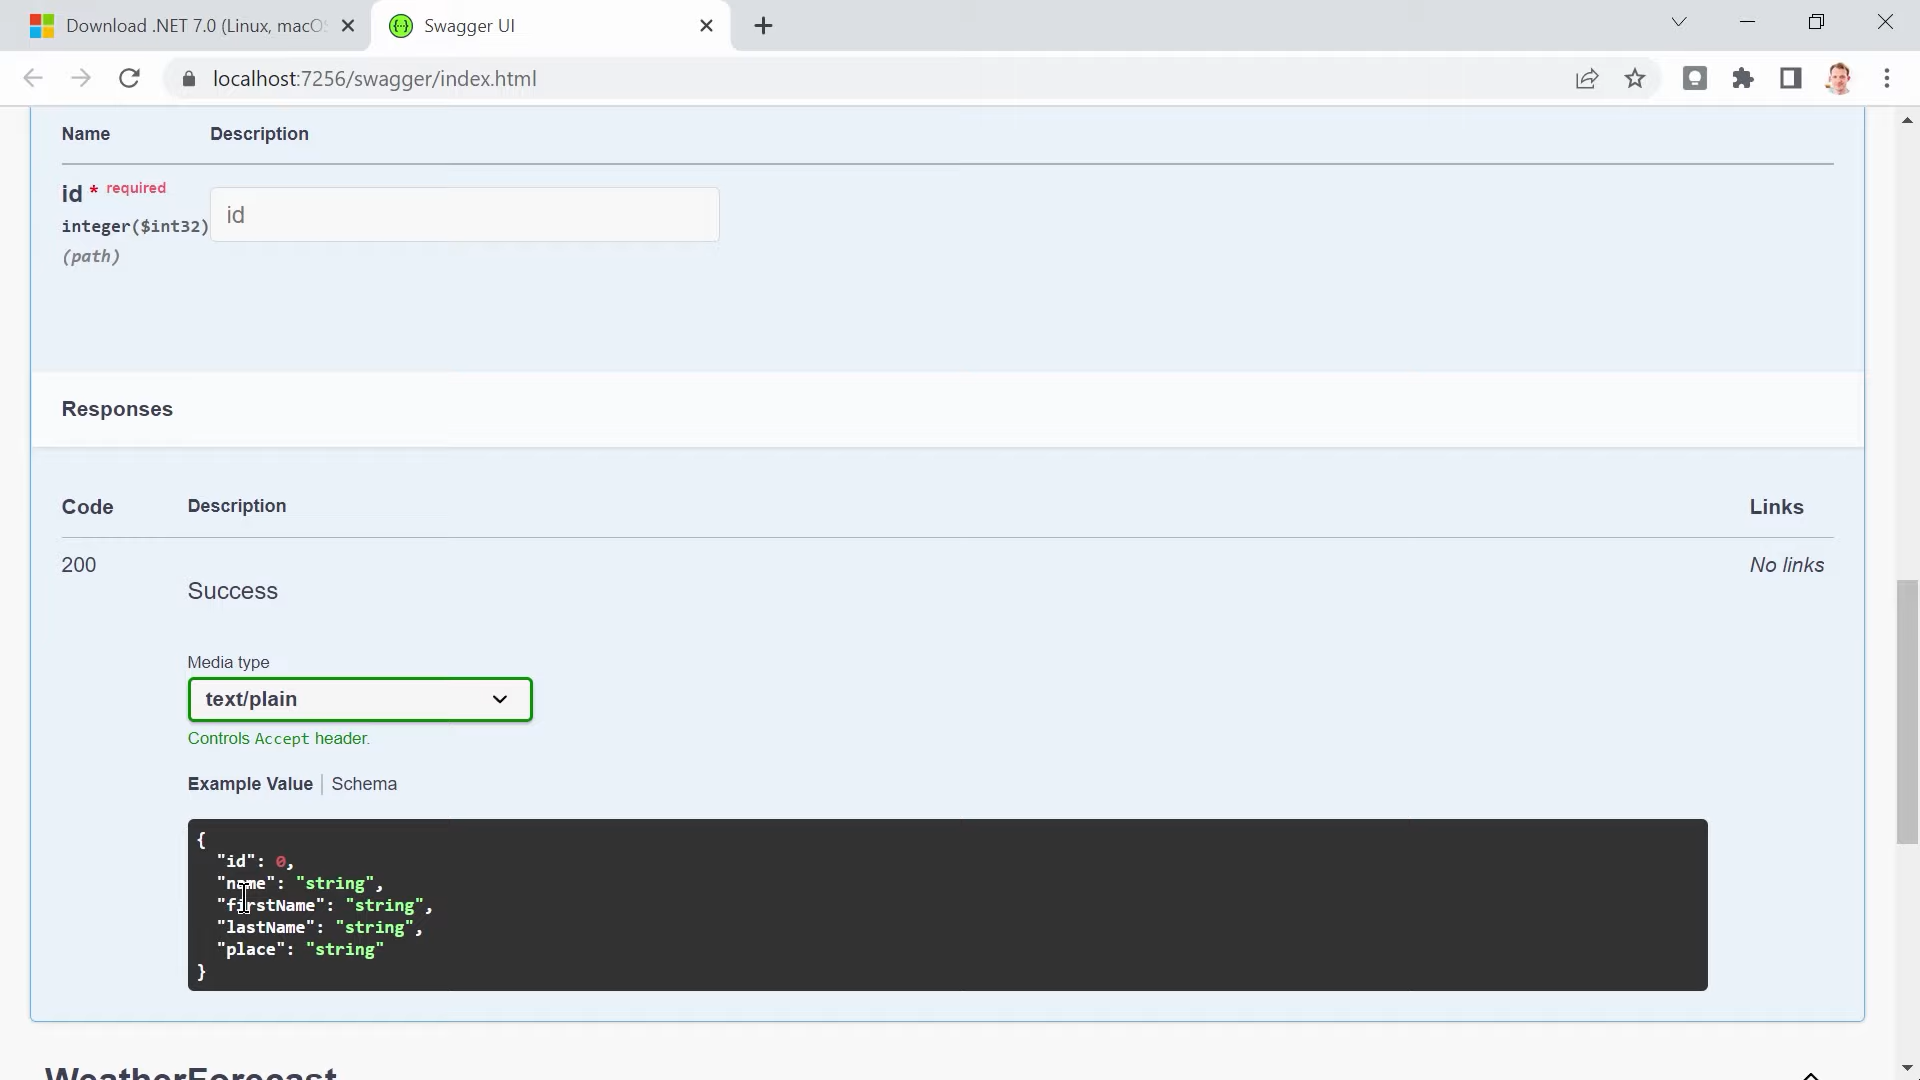 Download .NET 7.0 (Linux, macO
Swagger UI
localhost:7256/swagger/index.html
Name Description
id * required
integer($int32)
(path)
id
Responses
Code Description Links
200 No links
Success
Media type
text/plain
Controls Accept header.
Example Value | Schema
{
"id": 0,
"name": "string",
"firstName": "string",
"lastName": "string",
"place": "string"
}
WeatherForecast